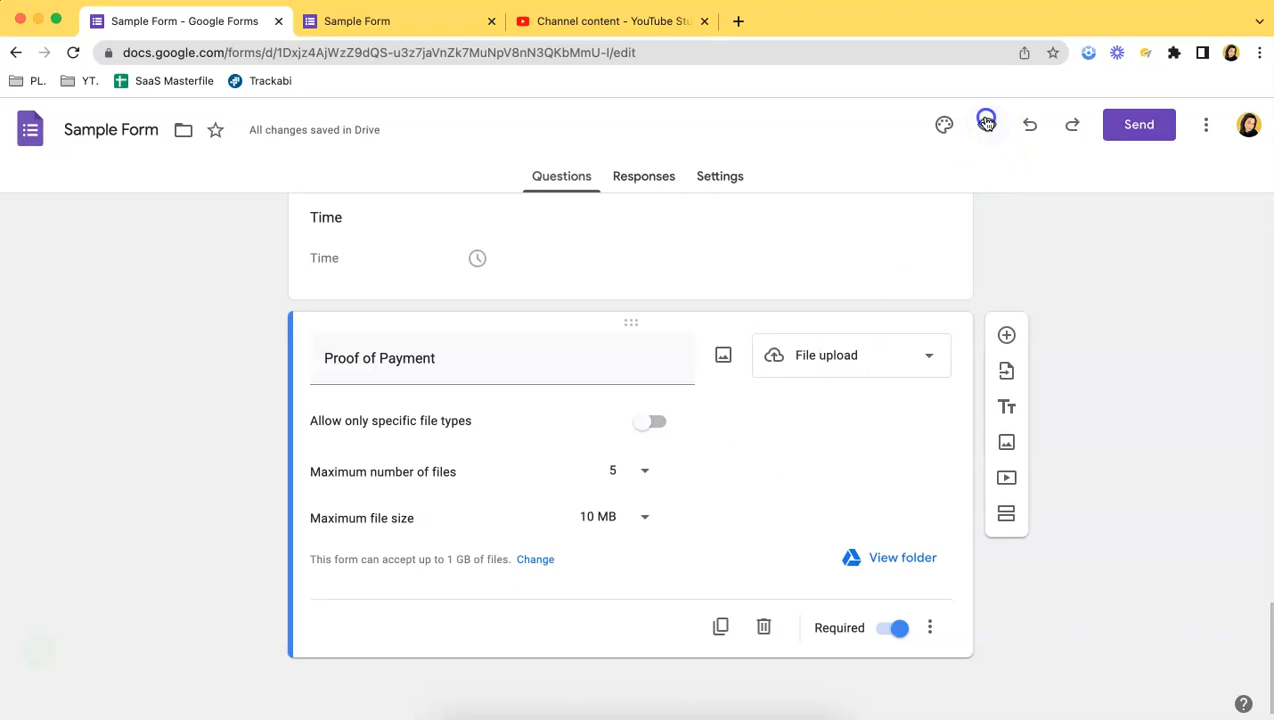 Sample Form - Google Forms
Sample Form
Channel content - YouTube Stu
docs.google.com/forms/d/1Dxjz4AjWzZ9dQS-u3z7jaVnZk7MuNpV8nN3QKbMmU-I/edit
PL.
YT.
SaaS Masterfile
Trackabi
Sample Form
All changes saved in Drive
Send
Questions
Responses
Settings
Time
Time
Proof of Payment
File upload
Allow only specific file types
Maximum number of files
5
Maximum file size
10 MB
This form can accept up to 1 GB of files. Change
View folder
Required